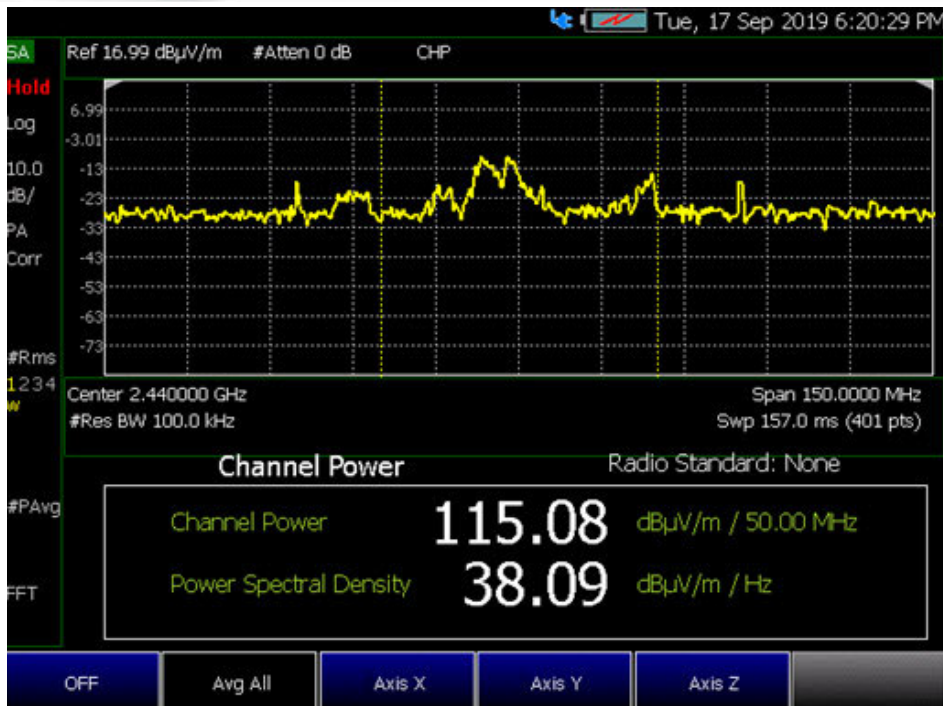 Tue, 17 Sep 2019 6:20:29 PM
SA
Ref 16.99 dBµV/m #Atten 0 dB CHP
Hold
Log
10.0
dB/
PA
Corr
#Rms
1234
W
#PAvg
FFT
6.99
-3.01
-13
-23
-33
-43
-53
-63
-73
Center 2.440000 GHz Span 150.0000 MHz
#Res BW 100.0 kHz Swp 157.0 ms (401 pts)
Channel Power Radio Standard: None
Channel Power 115.08 dBµV/m / 50.00 MHz
Power Spectral Density 38.09 dBµV/m / Hz
OFF Avg All Axis X Axis Y Axis Z